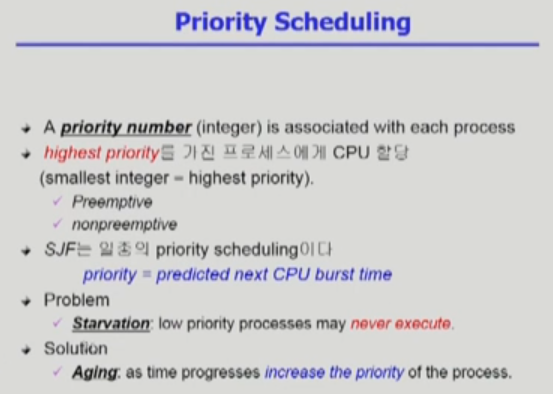 Priority Scheduling
A priority number (integer) is associated with each process
highest priority를 가진 프로세스에게 CPU 할당
(smallest integer = highest priority).
Preemptive
nonpreemptive
SJF는 일종의 priority scheduling이다
priority = predicted next CPU burst time
Problem
Starvation: low priority processes may never execute.
Solution
Aging: as time progresses increase the priority of the process.